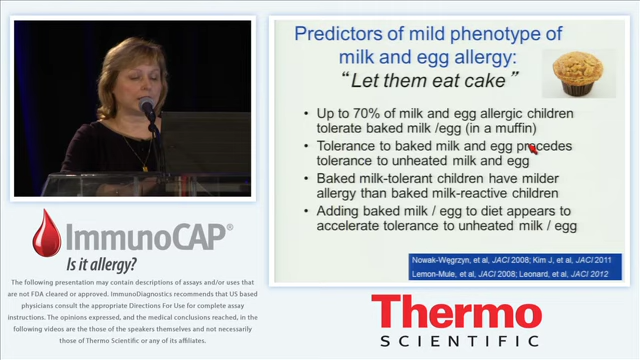 Predictors of mild phenotype of
milk and egg allergy:
“Let them eat cake”
• Up to 70% of milk and egg allergic children
tolerate baked milk /egg (in a muffin)
• Tolerance to baked milk and egg precedes
tolerance to unheated milk and egg
• Baked milk-tolerant children have milder
allergy than baked milk-reactive children
• Adding baked milk / egg to diet appears to
accelerate tolerance to unheated milk / egg
Nowak-Węgrzyn, et al, JACI 2008; Kim J, et al, JACI 2011
Lemon-Mule, et al, JACI 2008; Leonard, et al, JACI 2012
ImmunoCAP®
Is it allergy?
The following presentation may contain descriptions of assays and/or uses that
are not FDA cleared or approved. ImmunoDiagnostics recommends that US based
physicians consult the appropriate Directions For Use for complete assay
instructions. The opinions expressed, and the medical conclusions reached, in the
following videos are those of the speakers themselves and not necessarily
those of Thermo Scientific or any of its affiliates.
Thermo
SCIENTIFIC